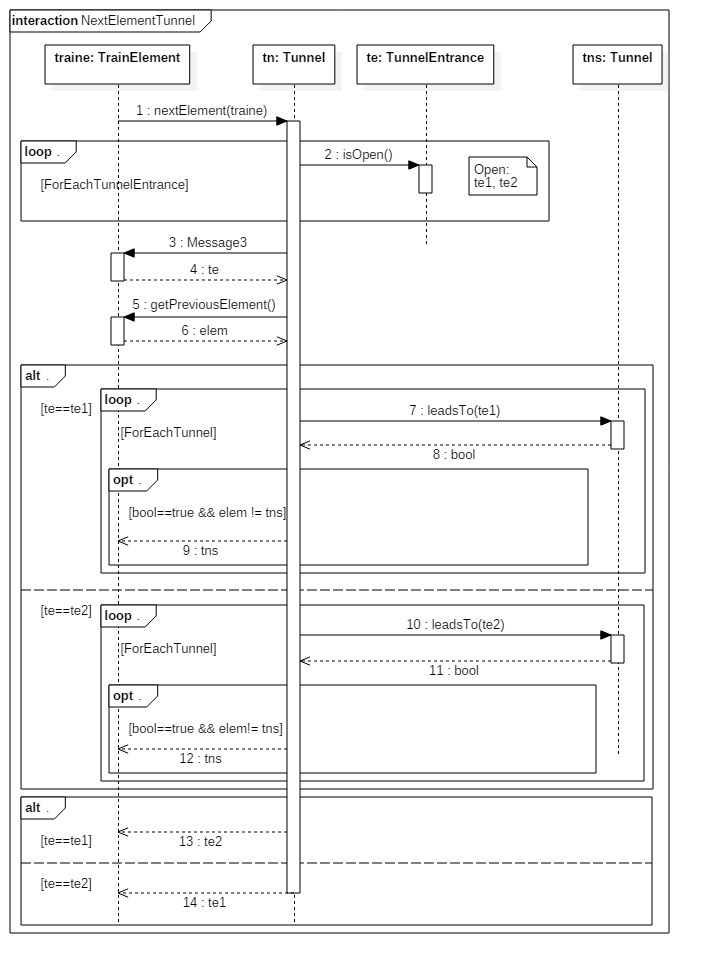 interaction NextElementTunnel
traine: TrainElement
tn: Tunnel
te: TunnelEntrance
tns: Tunnel
1 : nextElement(traine)
loop .
2 : isOpen()
Open:
te1, te2
[ForEachTunnelEntrance]
3 : Message3
4 : te
5 : getPreviousElement()
6 : elem
alt .
[te==te1]
loop .
7 : leadsTo(te1)
[ForEachTunnel]
8 : bool
opt .
[bool==true && elem != tns]
9 : tns
[te==te2]
loop .
10 : leadsTo(te2)
[ForEachTunnel]
11 : bool
opt .
[bool==true && elem!= tns]
12 : tns
alt .
[te==te1]
13 : te2
[te==te2]
14 : te1